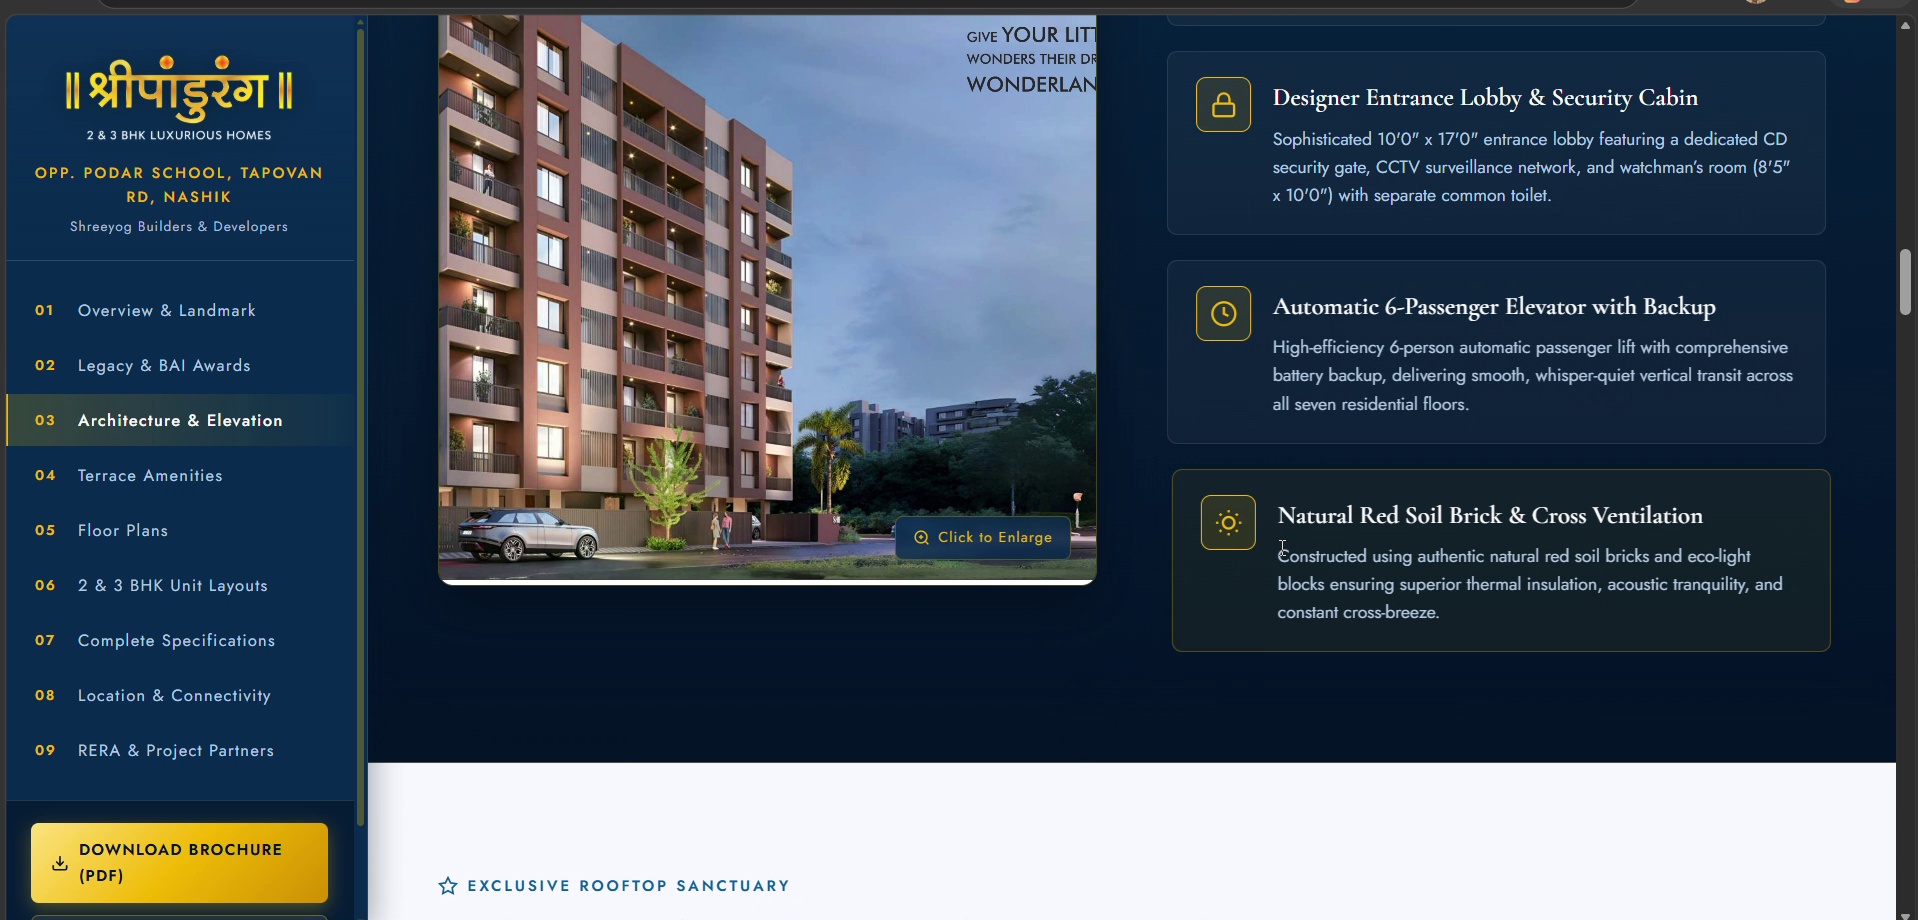 ॥ श्रीपांडुरंग ॥
2 & 3 BHK LUXURIOUS HOMES
OPP. PODAR SCHOOL, TAPOVAN
RD, NASHIK
Shreeyog Builders & Developers
01 Overview & Landmark
02 Legacy & BAI Awards
03 Architecture & Elevation
04 Terrace Amenities
05 Floor Plans
06 2 & 3 BHK Unit Layouts
07 Complete Specifications
08 Location & Connectivity
09 RERA & Project Partners
DOWNLOAD BROCHURE
(PDF)
GIVE YOUR LITT
WONDERS THEIR DR
WONDERLAN
Click to Enlarge
Designer Entrance Lobby & Security Cabin
Sophisticated 10'0" x 17'0" entrance lobby featuring a dedicated CD
security gate, CCTV surveillance network, and watchman's room (8'5"
x 10'0") with separate common toilet.
Automatic 6-Passenger Elevator with Backup
High-efficiency 6-person automatic passenger lift with comprehensive
battery backup, delivering smooth, whisper-quiet vertical transit across
all seven residential floors.
Natural Red Soil Brick & Cross Ventilation
Constructed using authentic natural red soil bricks and eco-light
blocks ensuring superior thermal insulation, acoustic tranquility, and
constant cross-breeze.
EXCLUSIVE ROOFTOP SANCTUARY